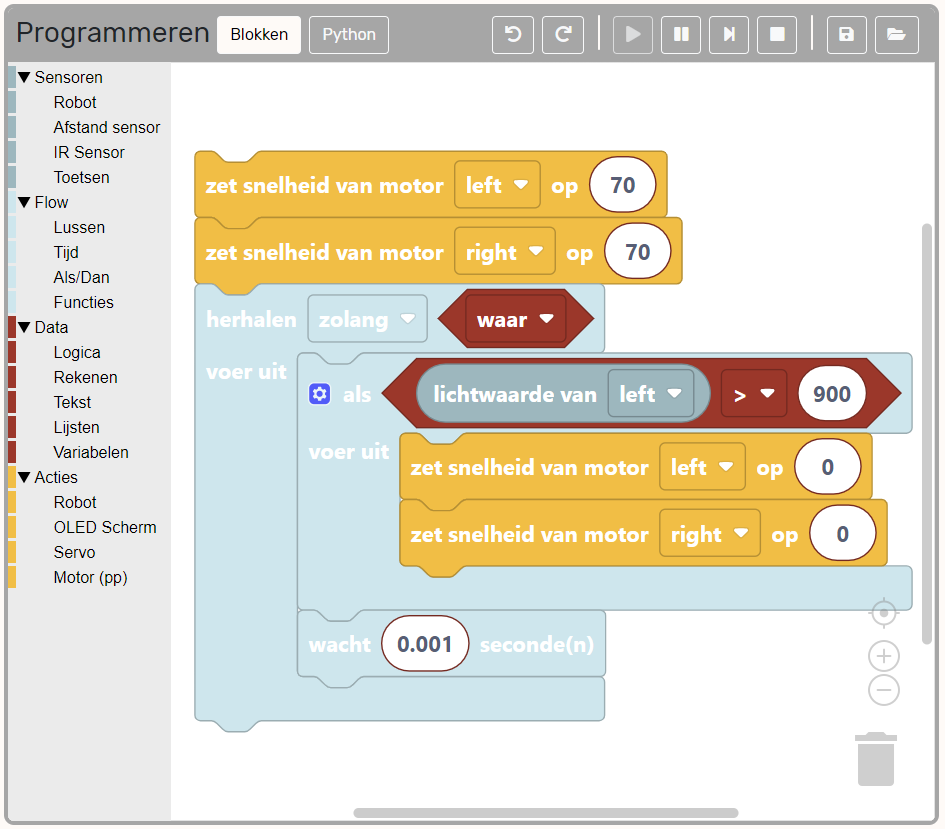 Programmeren Blokken Python
Sensoren
Robot
Afstand sensor
IR Sensor
Toetsen
Flow
Lussen
Tijd
Als/Dan
Functies
Data
Logica
Rekenen
Tekst
Lijsten
Variabelen
Acties
Robot
OLED Scherm
Servo
Motor (pp)
zet snelheid van motor left op 70
zet snelheid van motor right op 70
herhalen zolang waar
voer uit
als lichtwaarde van left > 900
voer uit
zet snelheid van motor left op 0
zet snelheid van motor right op 0
wacht 0.001 seconde(n)